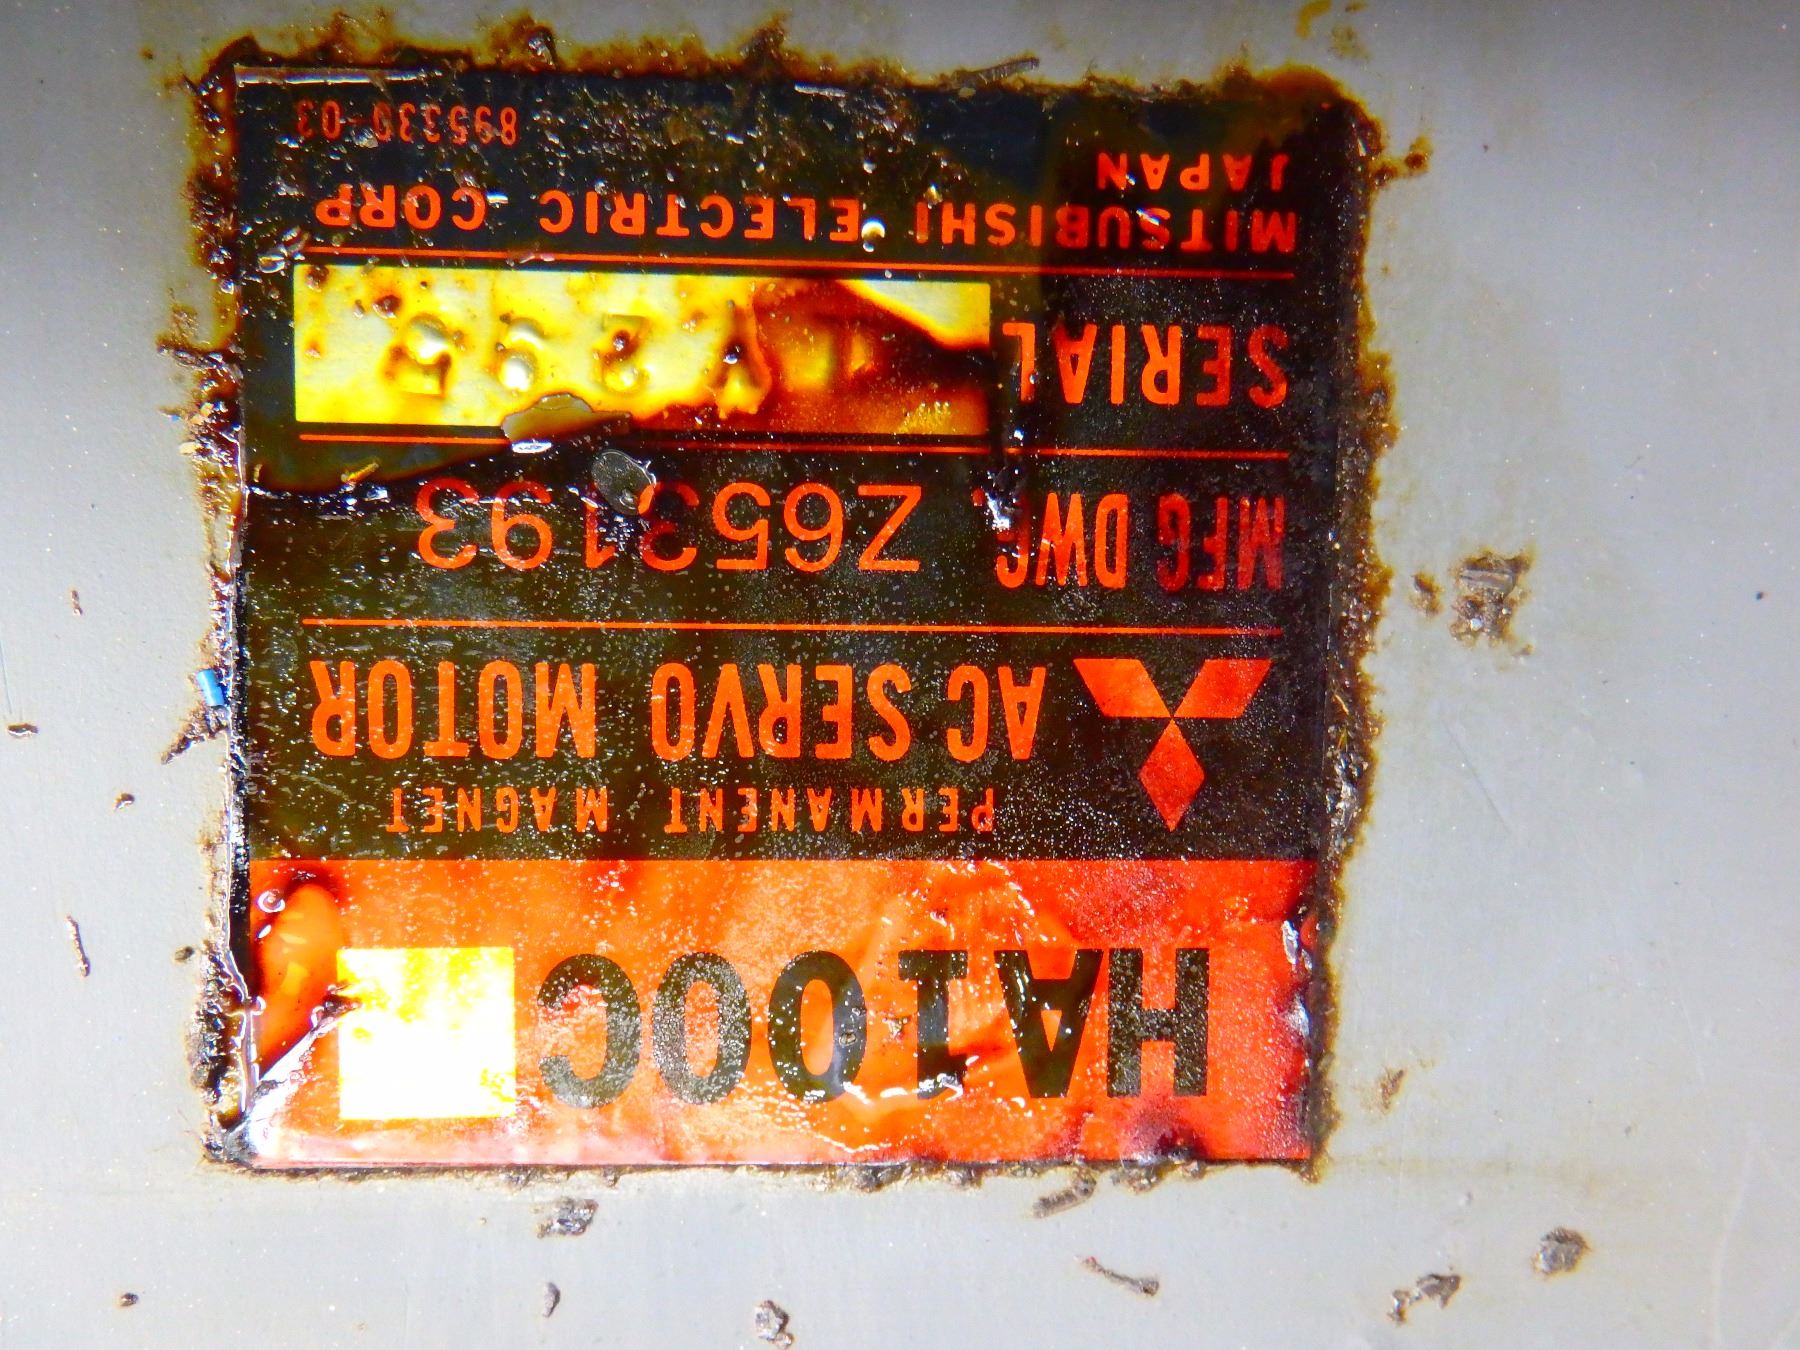 HA100C
PERMANENT MAGNET
AC SERVO MOTOR
MFG DWG. Z653193
SERIAL
MITSUBISHI ELECTRIC CORP
JAPAN
895330-03